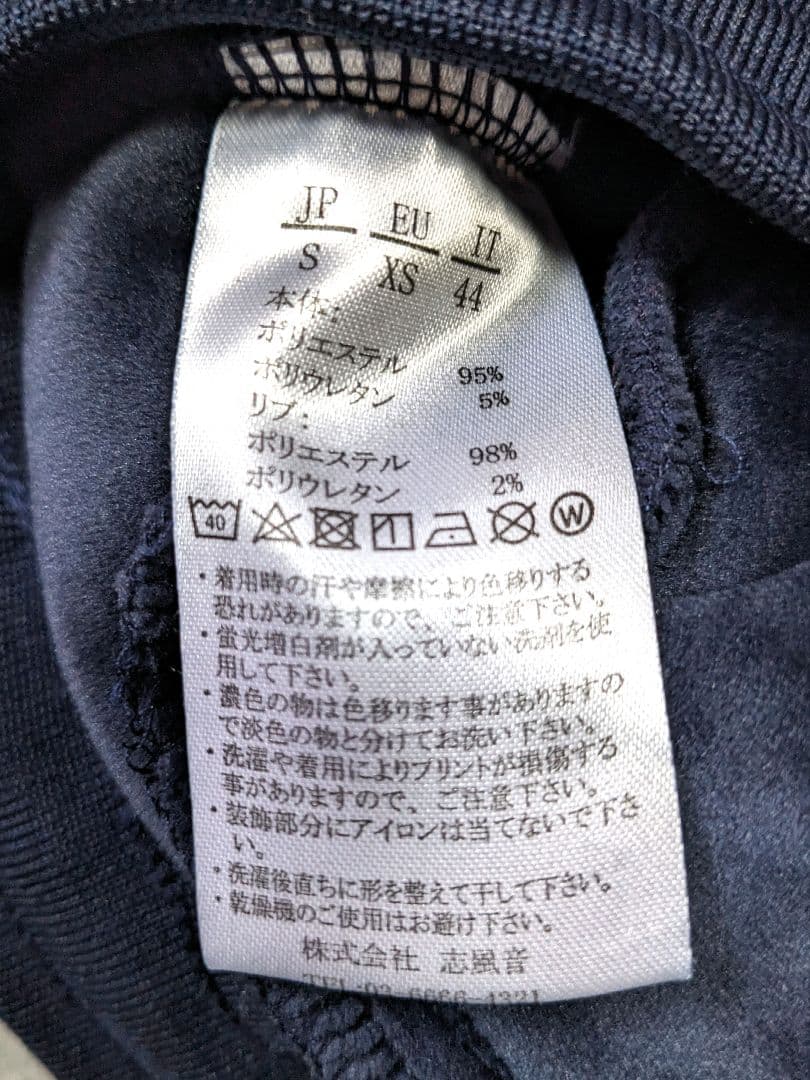 JP EU IT
S XS 44
本体:
ポリエステル 95%
ポリウレタン 5%
リブ:
ポリエステル 98%
ポリウレタン 2%
40 W
・着用時の汗や摩擦により色移りする
恐れがありますので、ご注意下さい。
・蛍光増白剤が入っていない洗剤を使
用して下さい。
・濃色の物は色移ります事がありますの
で淡色の物と分けてお洗い下さい。
・洗濯や着用によりプリントが損傷する
事がありますので、ご注意下さい。
・装飾部分にアイロンは当てないで下さ
い。
・洗濯後直ちに形を整えて干して下さい。
・乾燥機のご使用はお避け下さい。
株式会社 志風音
TEL:03-6666-4321